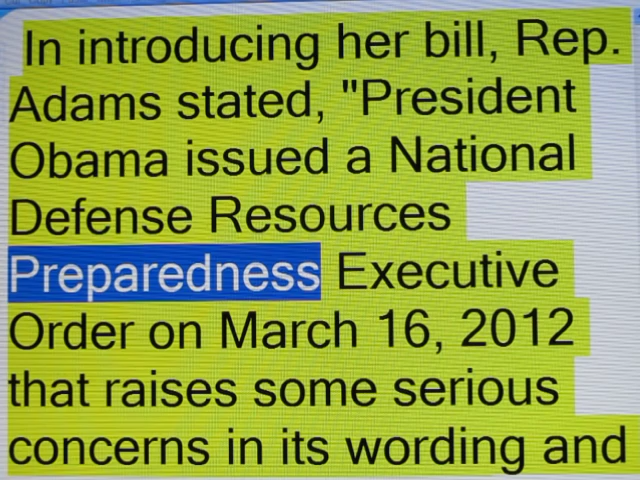 In introducing her bill, Rep.
Adams stated, "President
Obama issued a National
Defense Resources
Preparedness Executive
Order on March 16, 2012
that raises some serious
concerns in its wording and